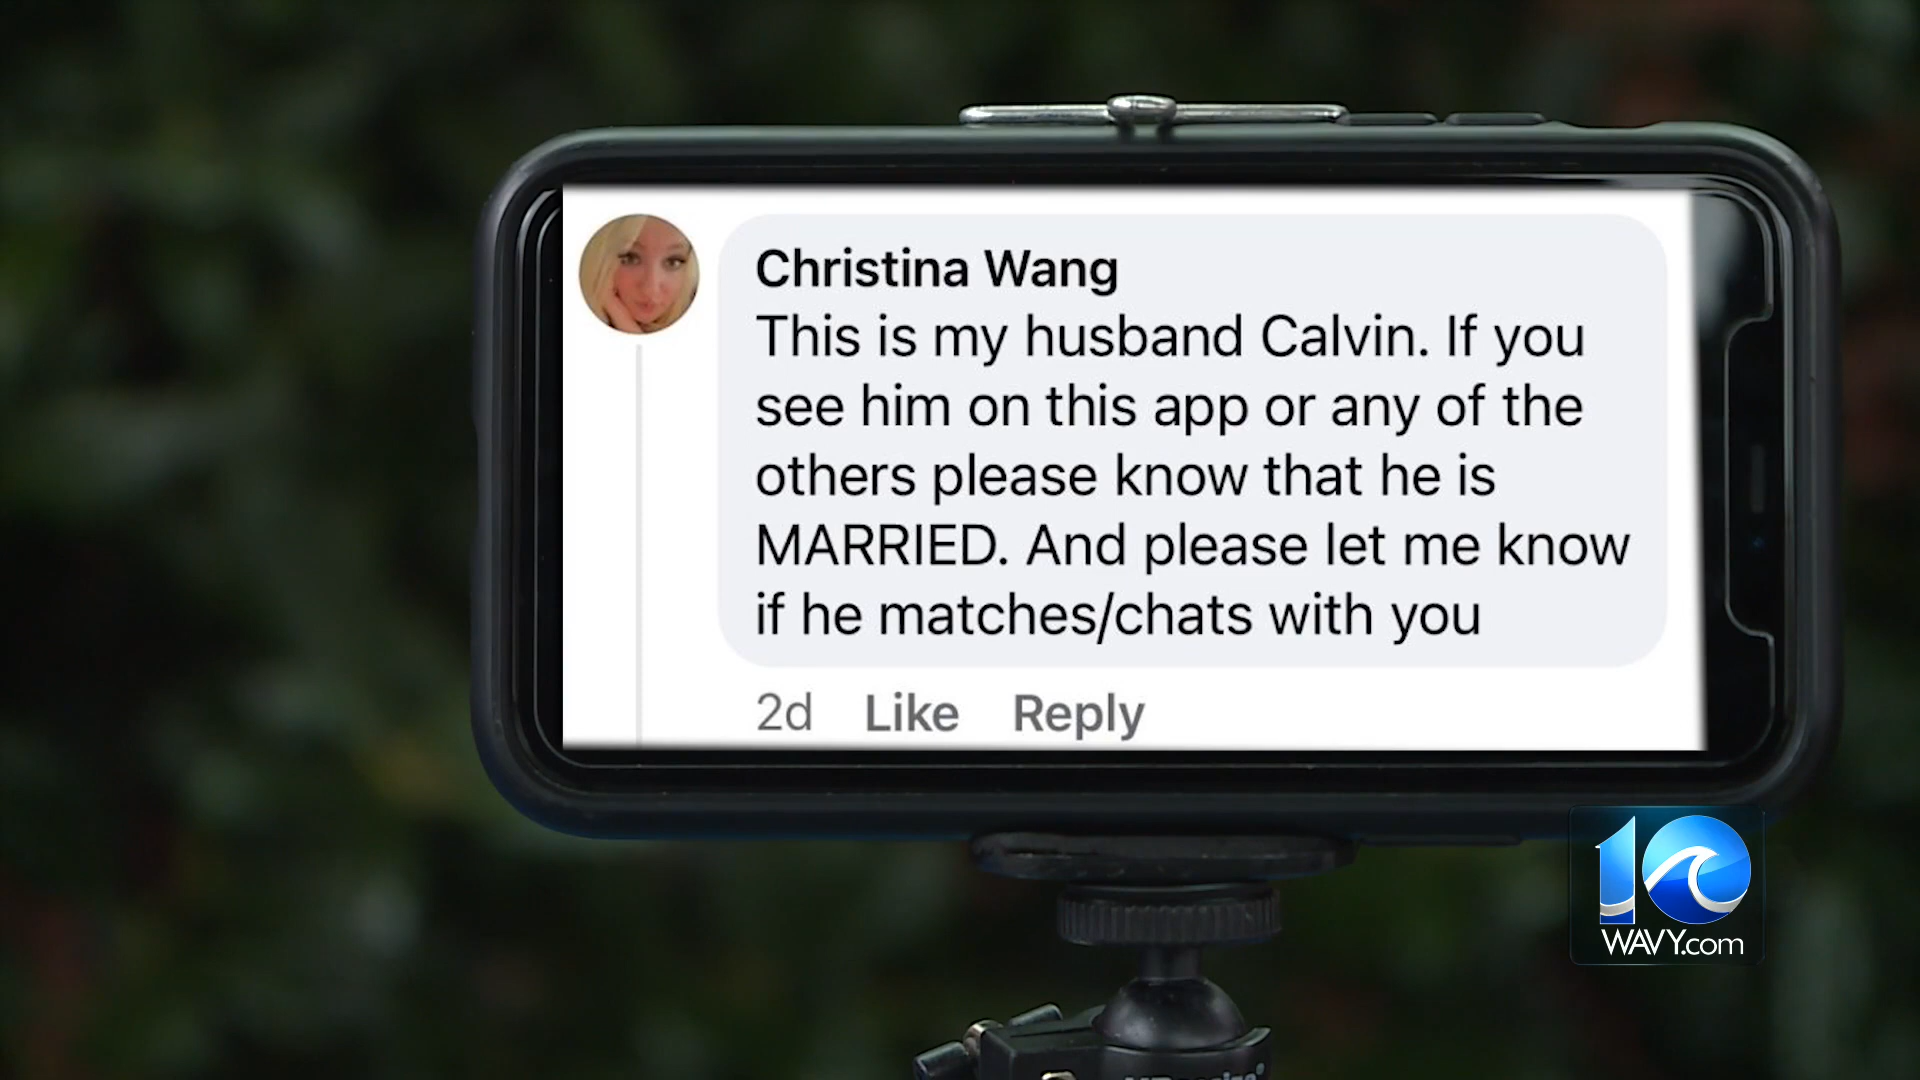 Christina Wang
This is my husband Calvin. If you
see him on this app or any of the
others please know that he is
MARRIED. And please let me know
if he matches/chats with you
2d Like Reply
10
WAVY.com